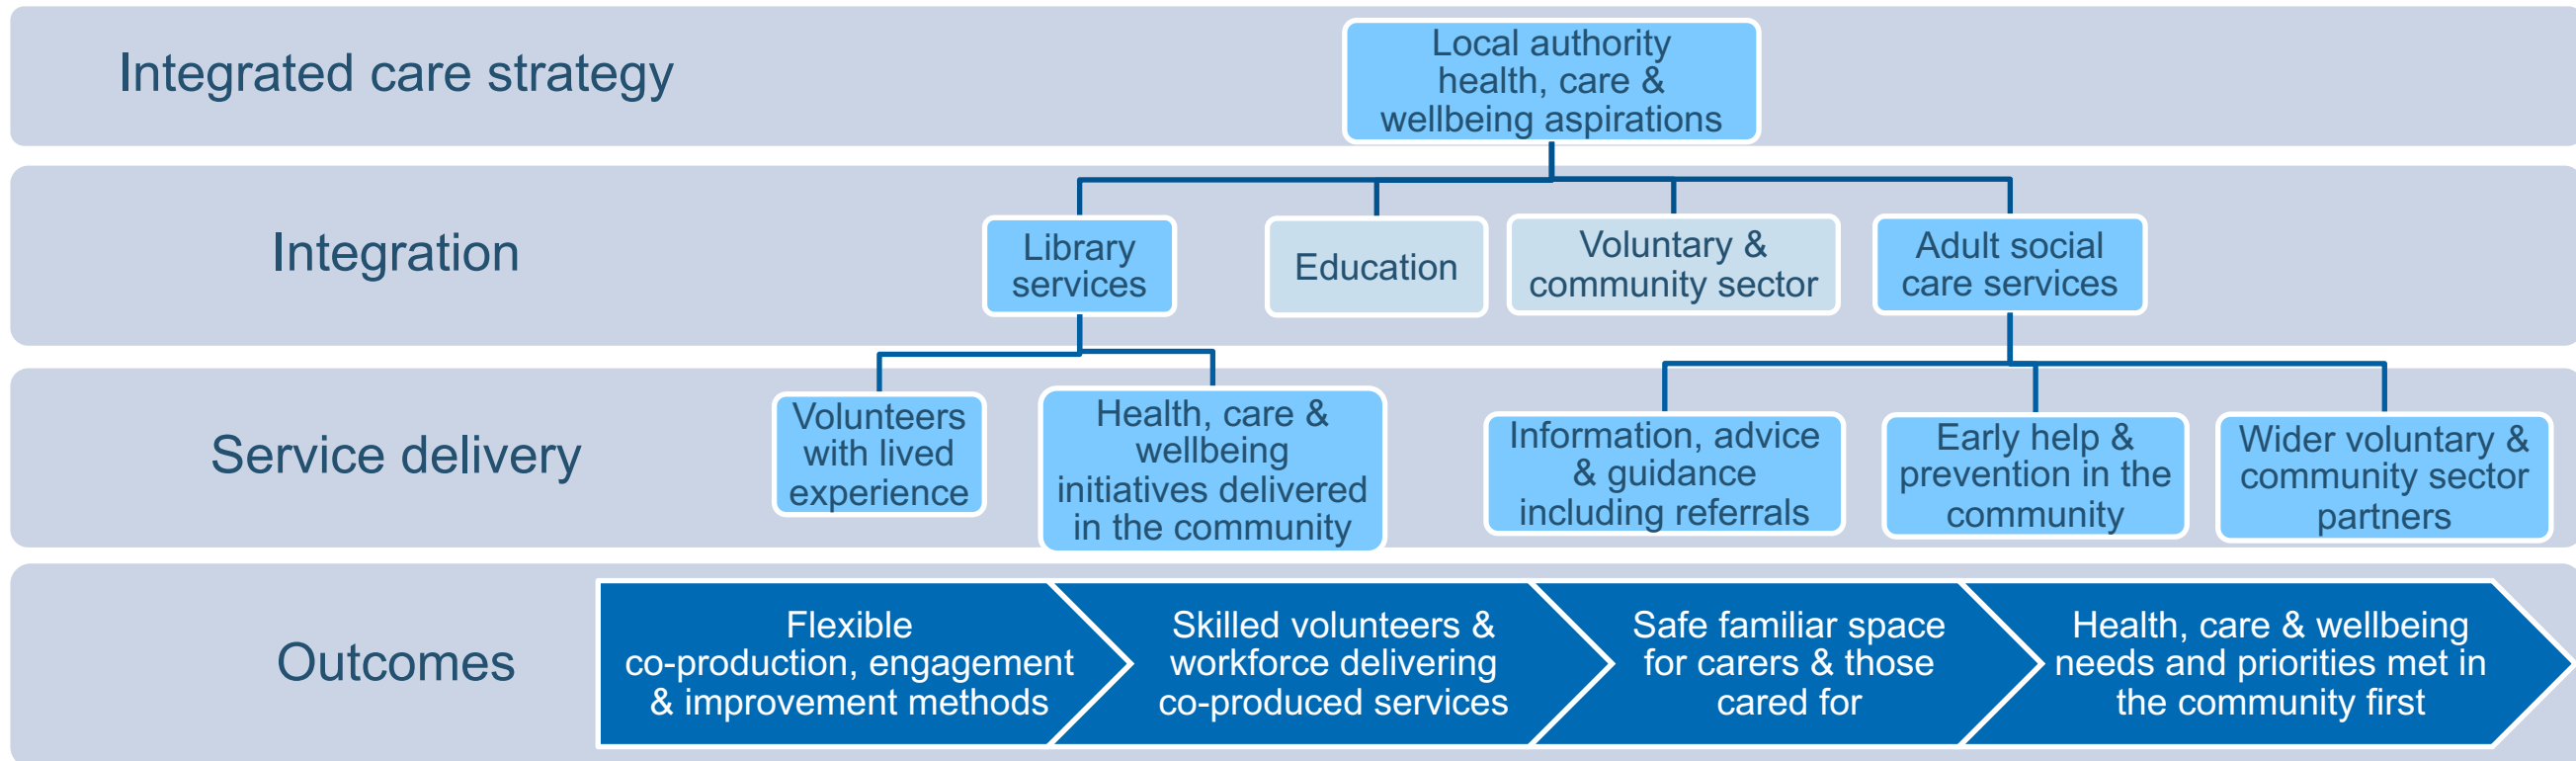 Integrated care strategy
Local authority
health, care &
wellbeing aspirations
Integration
Library
services
Education
Voluntary &
community sector
Adult social
care services
Service delivery
Volunteers
with lived
experience
Health, care &
wellbeing
initiatives delivered
in the community
Information, advice
& guidance
including referrals
Early help &
prevention in the
community
Wider voluntary &
community sector
partners
Outcomes
Flexible
co-production, engagement
& improvement methods
Skilled volunteers &
workforce delivering
co-produced services
Safe familiar space
for carers & those
cared for
Health, care & wellbeing
needs and priorities met in
the community first